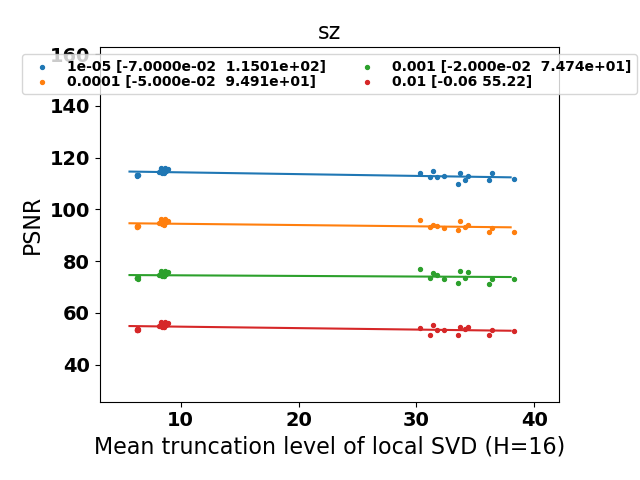 sz
160
1e-05 [-7.0000e-02 1.1501e+02]
0.0001 [-5.000e-02 9.491e+01]
0.001 [-2.000e-02 7.474e+01]
0.01 [-0.06 55.22]
140
120
100
80
60
40
PSNR
10 20 30 40
Mean truncation level of local SVD (H=16)